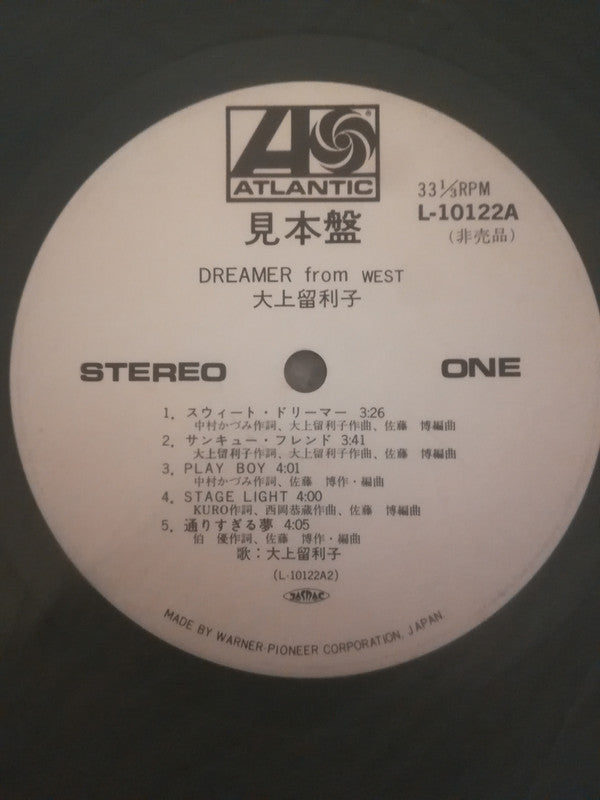 ATLANTIC
見本盤
33⅓RPM
L-10122A
(非売品)
DREAMER from WEST
大上留利子
STEREO
ONE
1. スウィート・ドリーマー 3:26
中村かづみ作詞、大上留利子作曲、佐藤 博編曲
2. サンキュー・フレンド 3:41
大上留利子作詞、大上留利子作曲、佐藤 博編曲
3. PLAY BOY 4:01
中村かづみ作詞、佐藤 博作・編曲
4. STAGE LIGHT 4:00
KURO作詞、西岡恭蔵作曲、佐藤 博編曲
5. 通りすぎる夢 4:05
伯 優作詞、佐藤 博作・編曲
歌：大上留利子
(L-10122A2)
JASRAC
MADE BY WARNER-PIONEER CORPORATION, JAPAN.